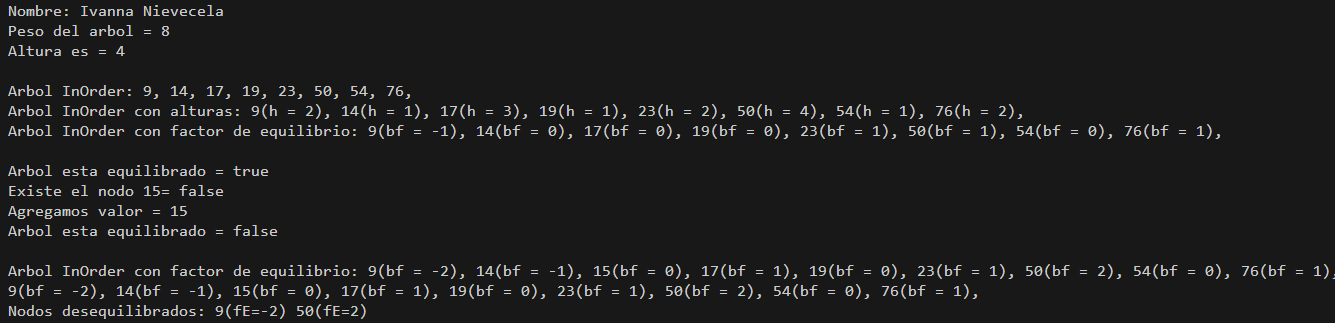 Nombre: Ivanna Nievecela
Peso del arbol = 8
Altura es = 4
Arbol InOrder: 9, 14, 17, 19, 23, 50, 54, 76,
Arbol InOrder con alturas: 9(h = 2), 14(h = 1), 17(h = 3), 19(h = 1), 23(h = 2), 50(h = 4), 54(h = 1), 76(h = 2),
Arbol InOrder con factor de equilibrio: 9(bf = -1), 14(bf = 0), 17(bf = 0), 19(bf = 0), 23(bf = 1), 50(bf = 1), 54(bf = 0), 76(bf = 1),
Arbol esta equilibrado = true
Existe el nodo 15= false
Agregamos valor = 15
Arbol esta equilibrado = false
Arbol InOrder con factor de equilibrio: 9(bf = -2), 14(bf = -1), 15(bf = 0), 17(bf = 1), 19(bf = 0), 23(bf = 1), 50(bf = 2), 54(bf = 0), 76(bf = 1),
9(bf = -2), 14(bf = -1), 15(bf = 0), 17(bf = 1), 19(bf = 0), 23(bf = 1), 50(bf = 2), 54(bf = 0), 76(bf = 1),
Nodos desequilibrados: 9(fE=-2) 50(fE=2)